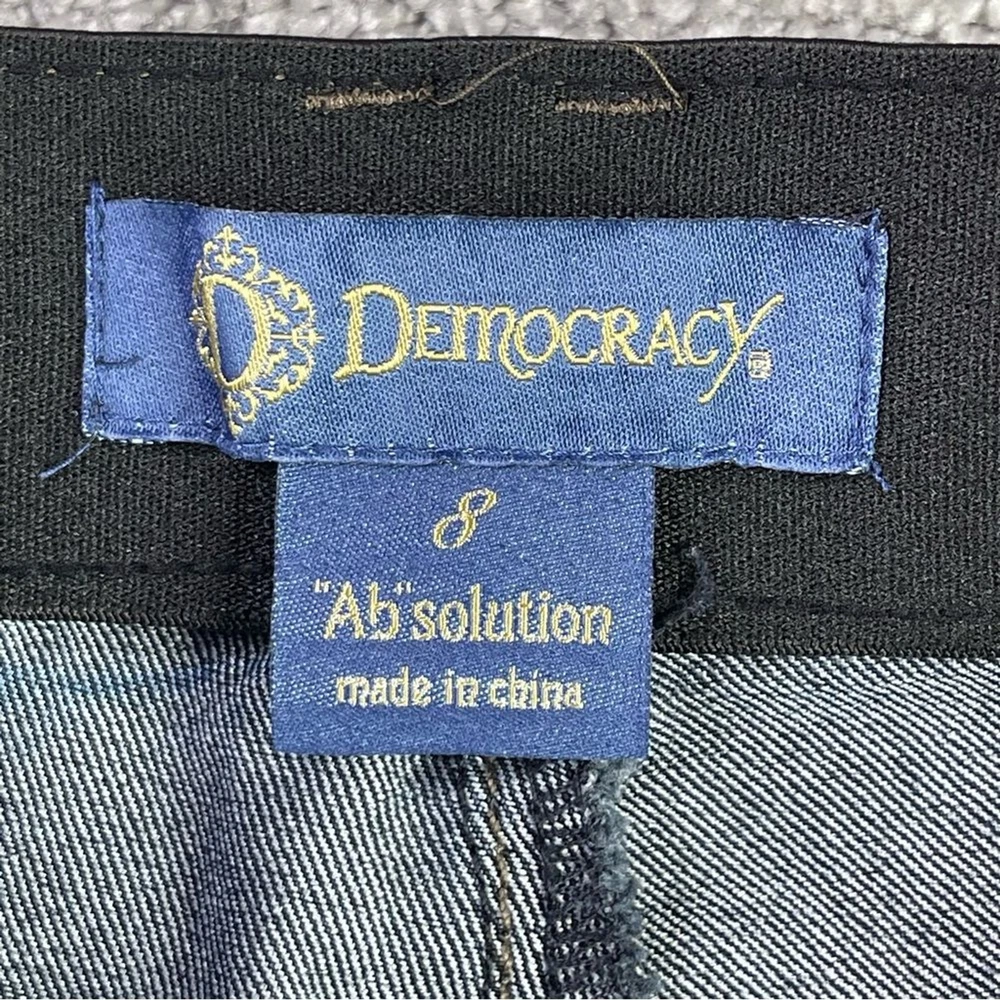 D DEMOCRACY®
8
"Ab"solution
made in china